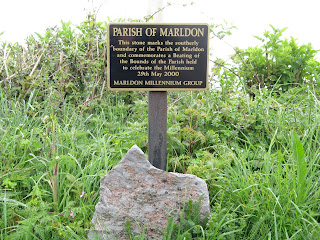 PARISH OF MARLDON
This stone marks the southerly
boundary of the Parish of Marldon
and commemorates a Beating of
the Bounds of the Parish held
to celebrate the Millennium
29th May 2000
MARLDON MILLENNIUM GROUP